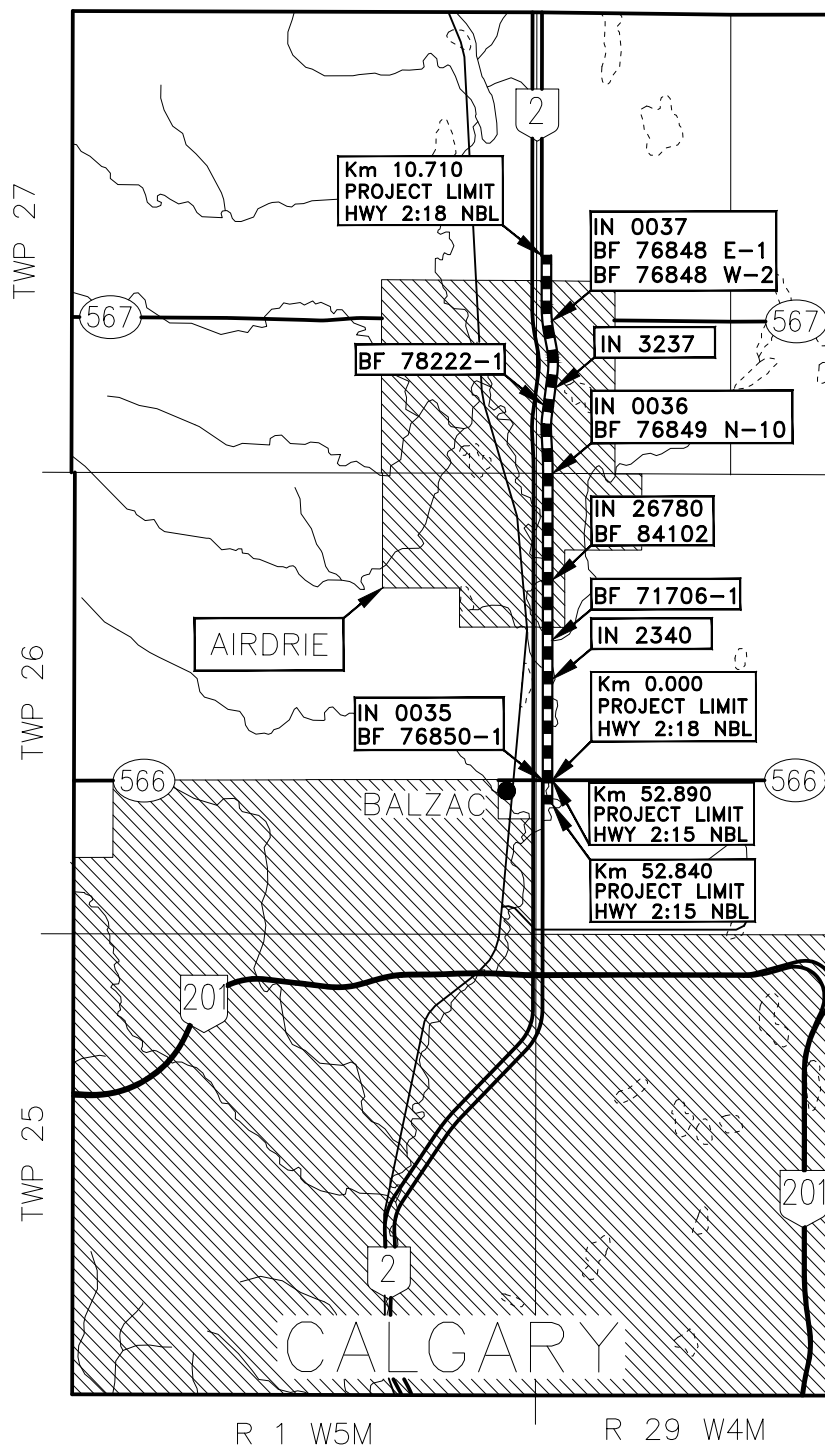 2
Km 10.710
PROJECT LIMIT
HWY 2:18 NBL
TWP 27
IN 0037
BF 76848 E-1
BF 76848 W-2
567
567
IN 3237
BF 78222-1
IN 0036
BF 76849 N-10
IN 26780
BF 84102
BF 71706-1
AIRDRIE
IN 2340
TWP 26
Km 0.000
PROJECT LIMIT
HWY 2:18 NBL
IN 0035
BF 76850-1
566
566
BALZAC
Km 52.890
PROJECT LIMIT
HWY 2:15 NBL
Km 52.840
PROJECT LIMIT
HWY 2:15 NBL
201
TWP 25
201
2
CALGARY
R 1 W5M
R 29 W4M